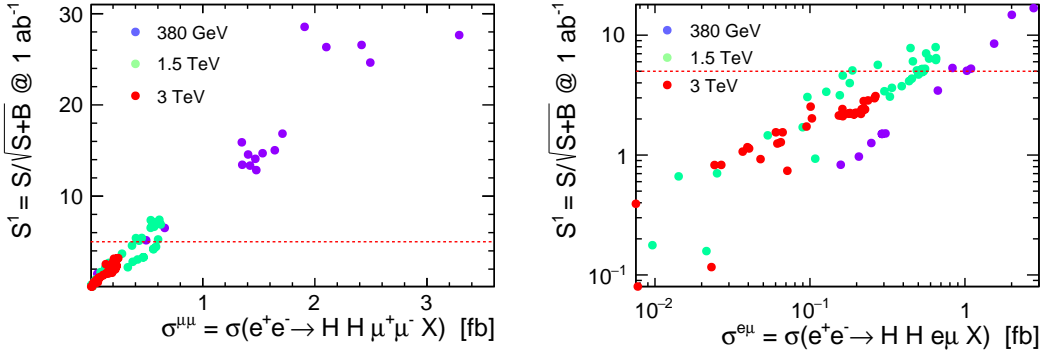 S¹ = S/√S+B @ 1 ab⁻¹
30
20
10
380 GeV
1.5 TeV
3 TeV
1 2 3
σ^μμ = σ(e⁺e⁻→ H H μ⁺μ⁻ X) [fb]
S¹ = S/√S+B @ 1 ab⁻¹
10
1
10⁻¹
380 GeV
1.5 TeV
3 TeV
10⁻² 10⁻¹ 1
σ^eμ = σ(e⁺e⁻→ H H eμ X) [fb]